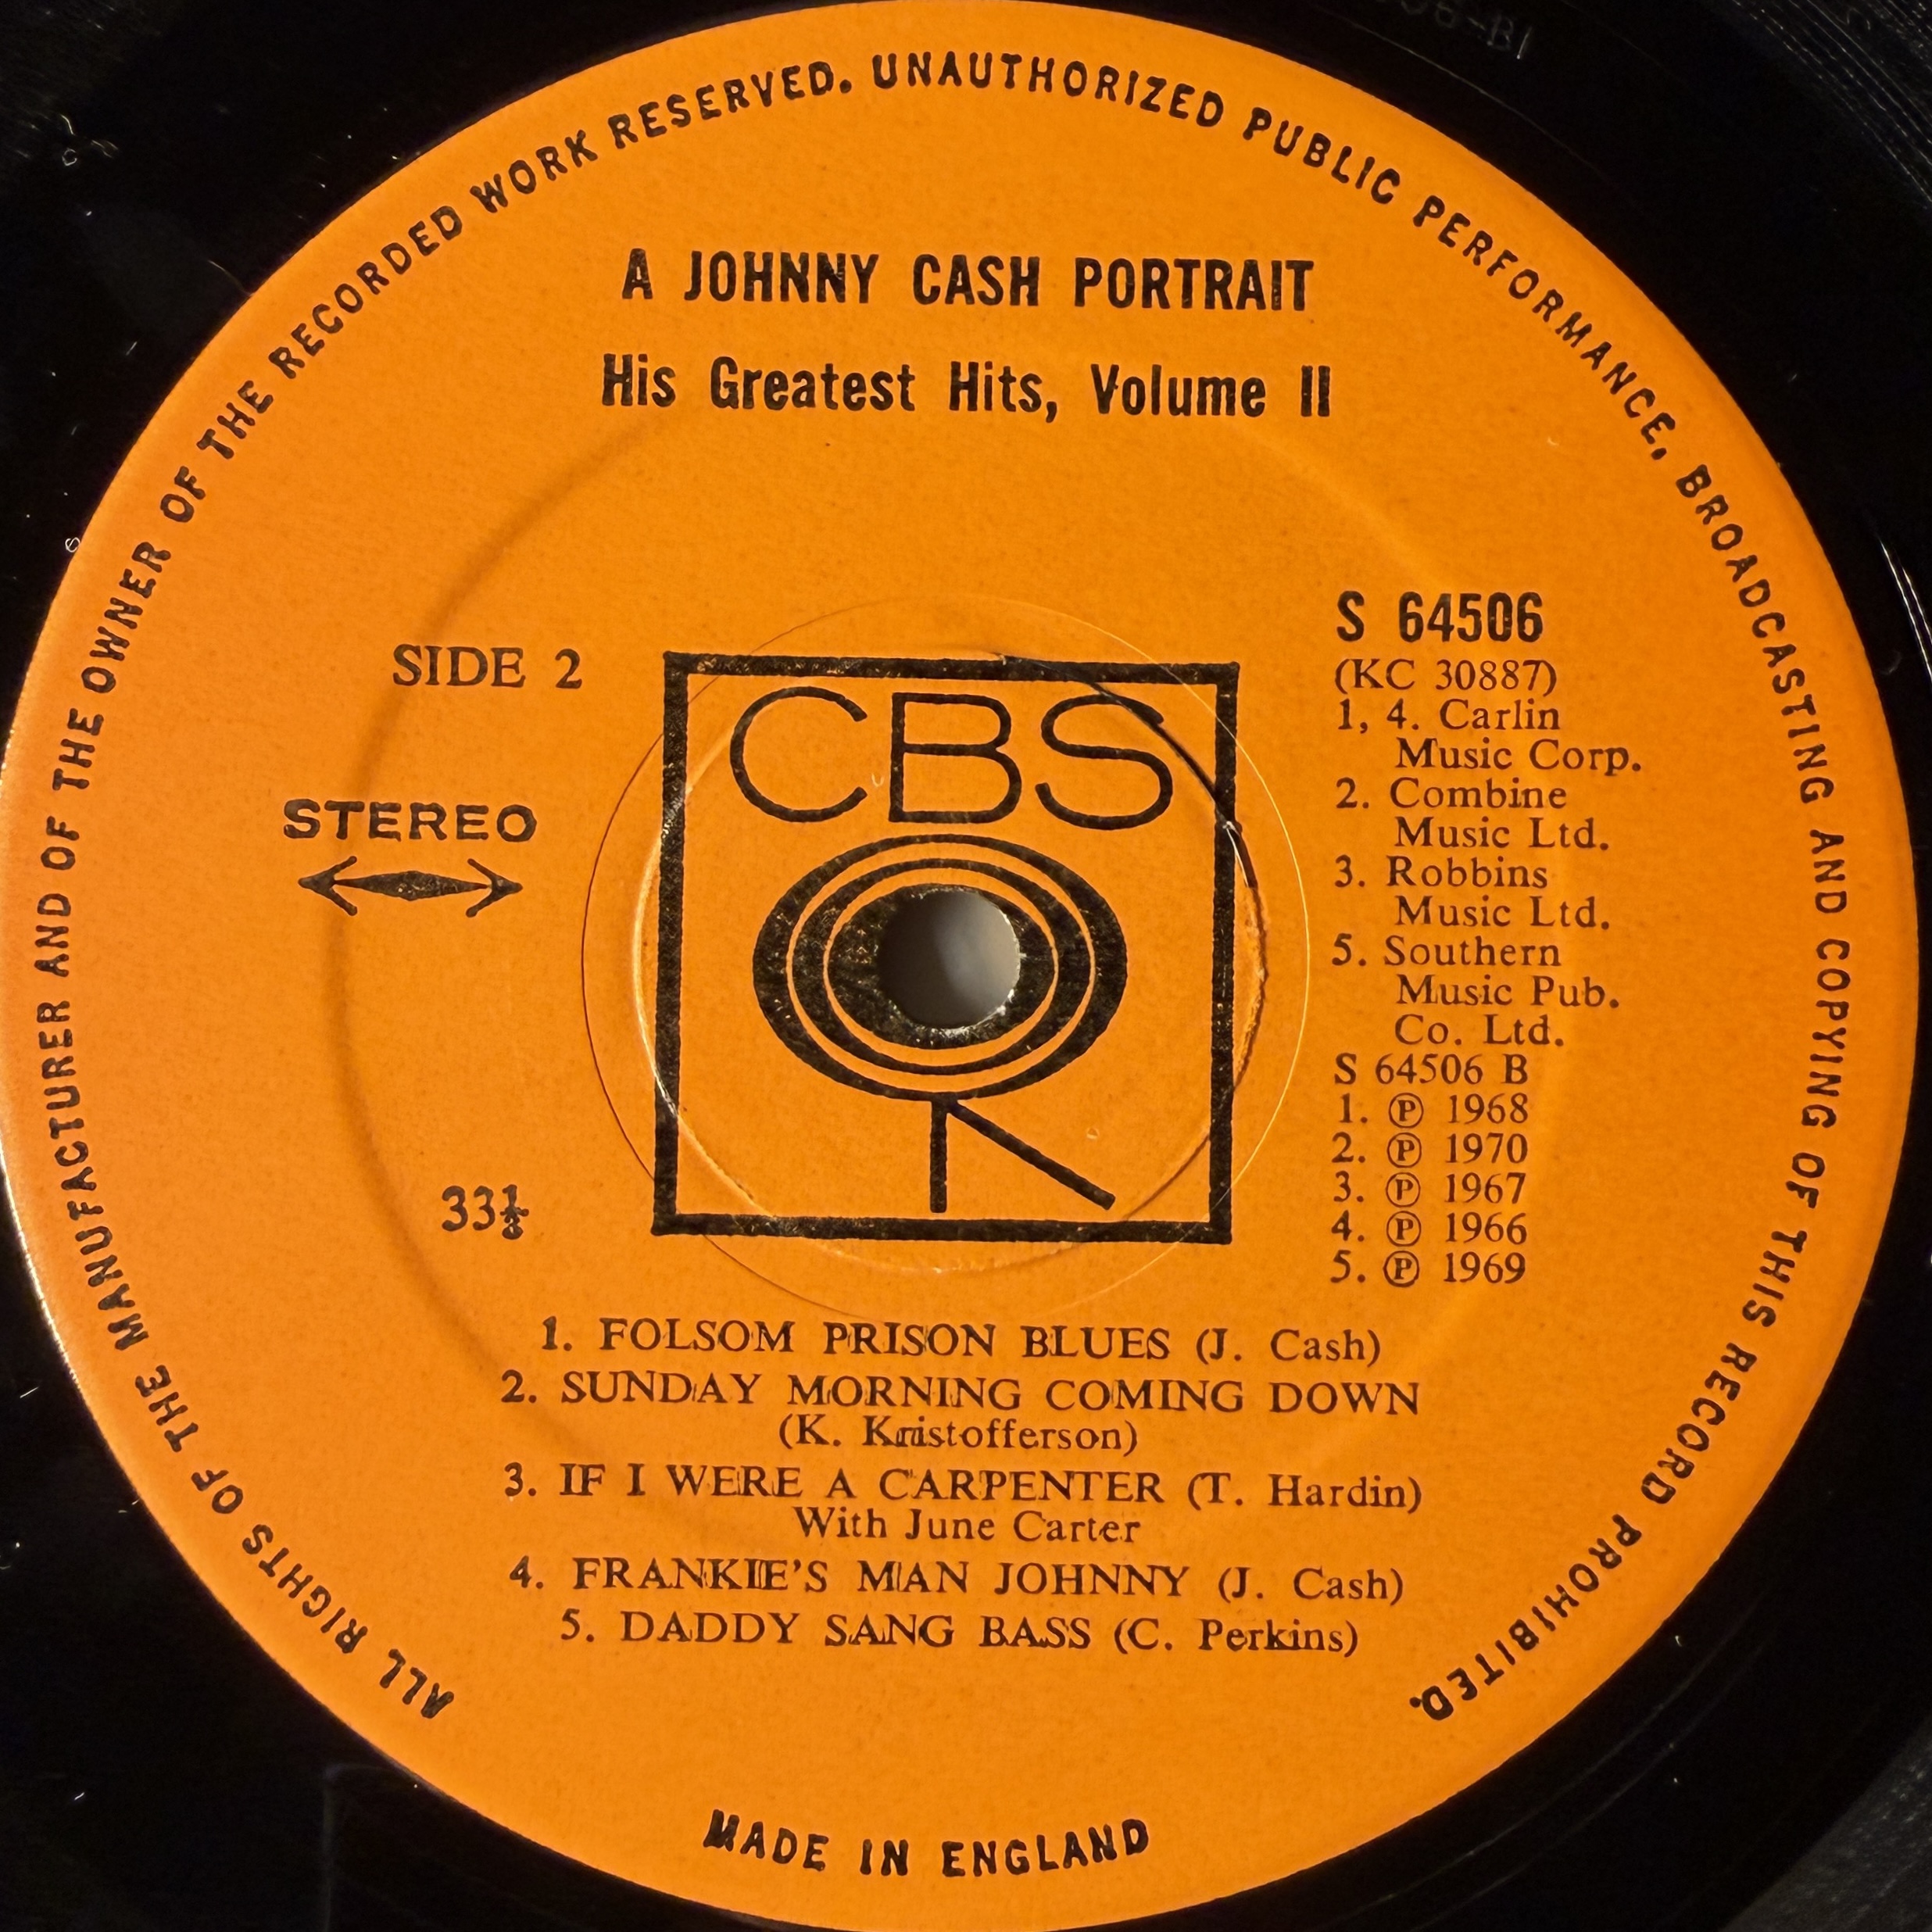 ALL RIGHTS OF THE MANUFACTURER AND OF THE OWNER OF THE RECORDED WORK RESERVED. UNAUTHORIZED PUBLIC PERFORMANCE, BROADCASTING AND COPYING OF THIS RECORD PROHIBITED.
A JOHNNY CASH PORTRAIT
His Greatest Hits, Volume II
SIDE 2
STEREO
33⅓
CBS
S 64506
(KC 30887)
1, 4. Carlin
Music Corp.
2. Combine
Music Ltd.
3. Robbins
Music Ltd.
5. Southern
Music Pub.
Co. Ltd.
S 64506 B
1. Ⓟ 1968
2. Ⓟ 1970
3. Ⓟ 1967
4. Ⓟ 1966
5. Ⓟ 1969
1. FOLSOM PRISON BLUES (J. Cash)
2. SUNDAY MORNING COMING DOWN
(K. Kristofferson)
3. IF I WERE A CARPENTER (T. Hardin)
With June Carter
4. FRANKIE'S MAN JOHNNY (J. Cash)
5. DADDY SANG BASS (C. Perkins)
MADE IN ENGLAND